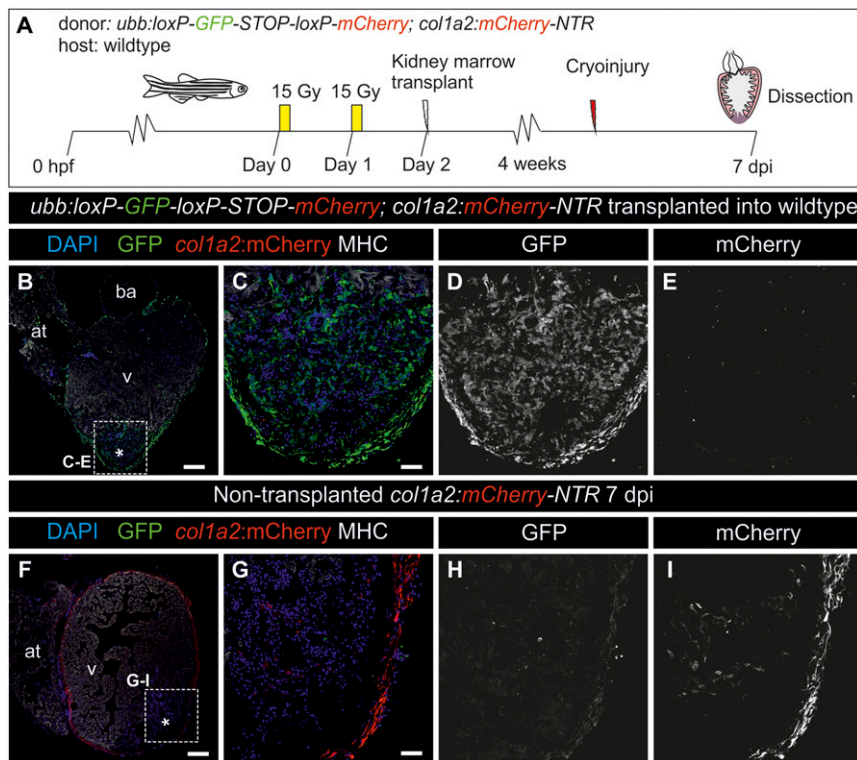 A
donor: ubb:loxP-GFP-STOP-loxP-mCherry; col1a2:mCherry-NTR
host: wildtype
15 Gy 15 Gy
Kidney marrow
transplant
Cryoinjury
Dissection
0 hpf
Day 0
Day 1
Day 2
4 weeks
7 dpi
ubb:loxP-GFP-loxP-STOP-mCherry; col1a2:mCherry-NTR transplanted into wildtype
DAPI GFP col1a2:mCherry MHC
GFP
mCherry
B
ba
at
v
*
C-E
C
D
E
Non-transplanted col1a2:mCherry-NTR 7 dpi
DAPI GFP col1a2:mCherry MHC
GFP
mCherry
F
at
v
G-I
*
G
H
I